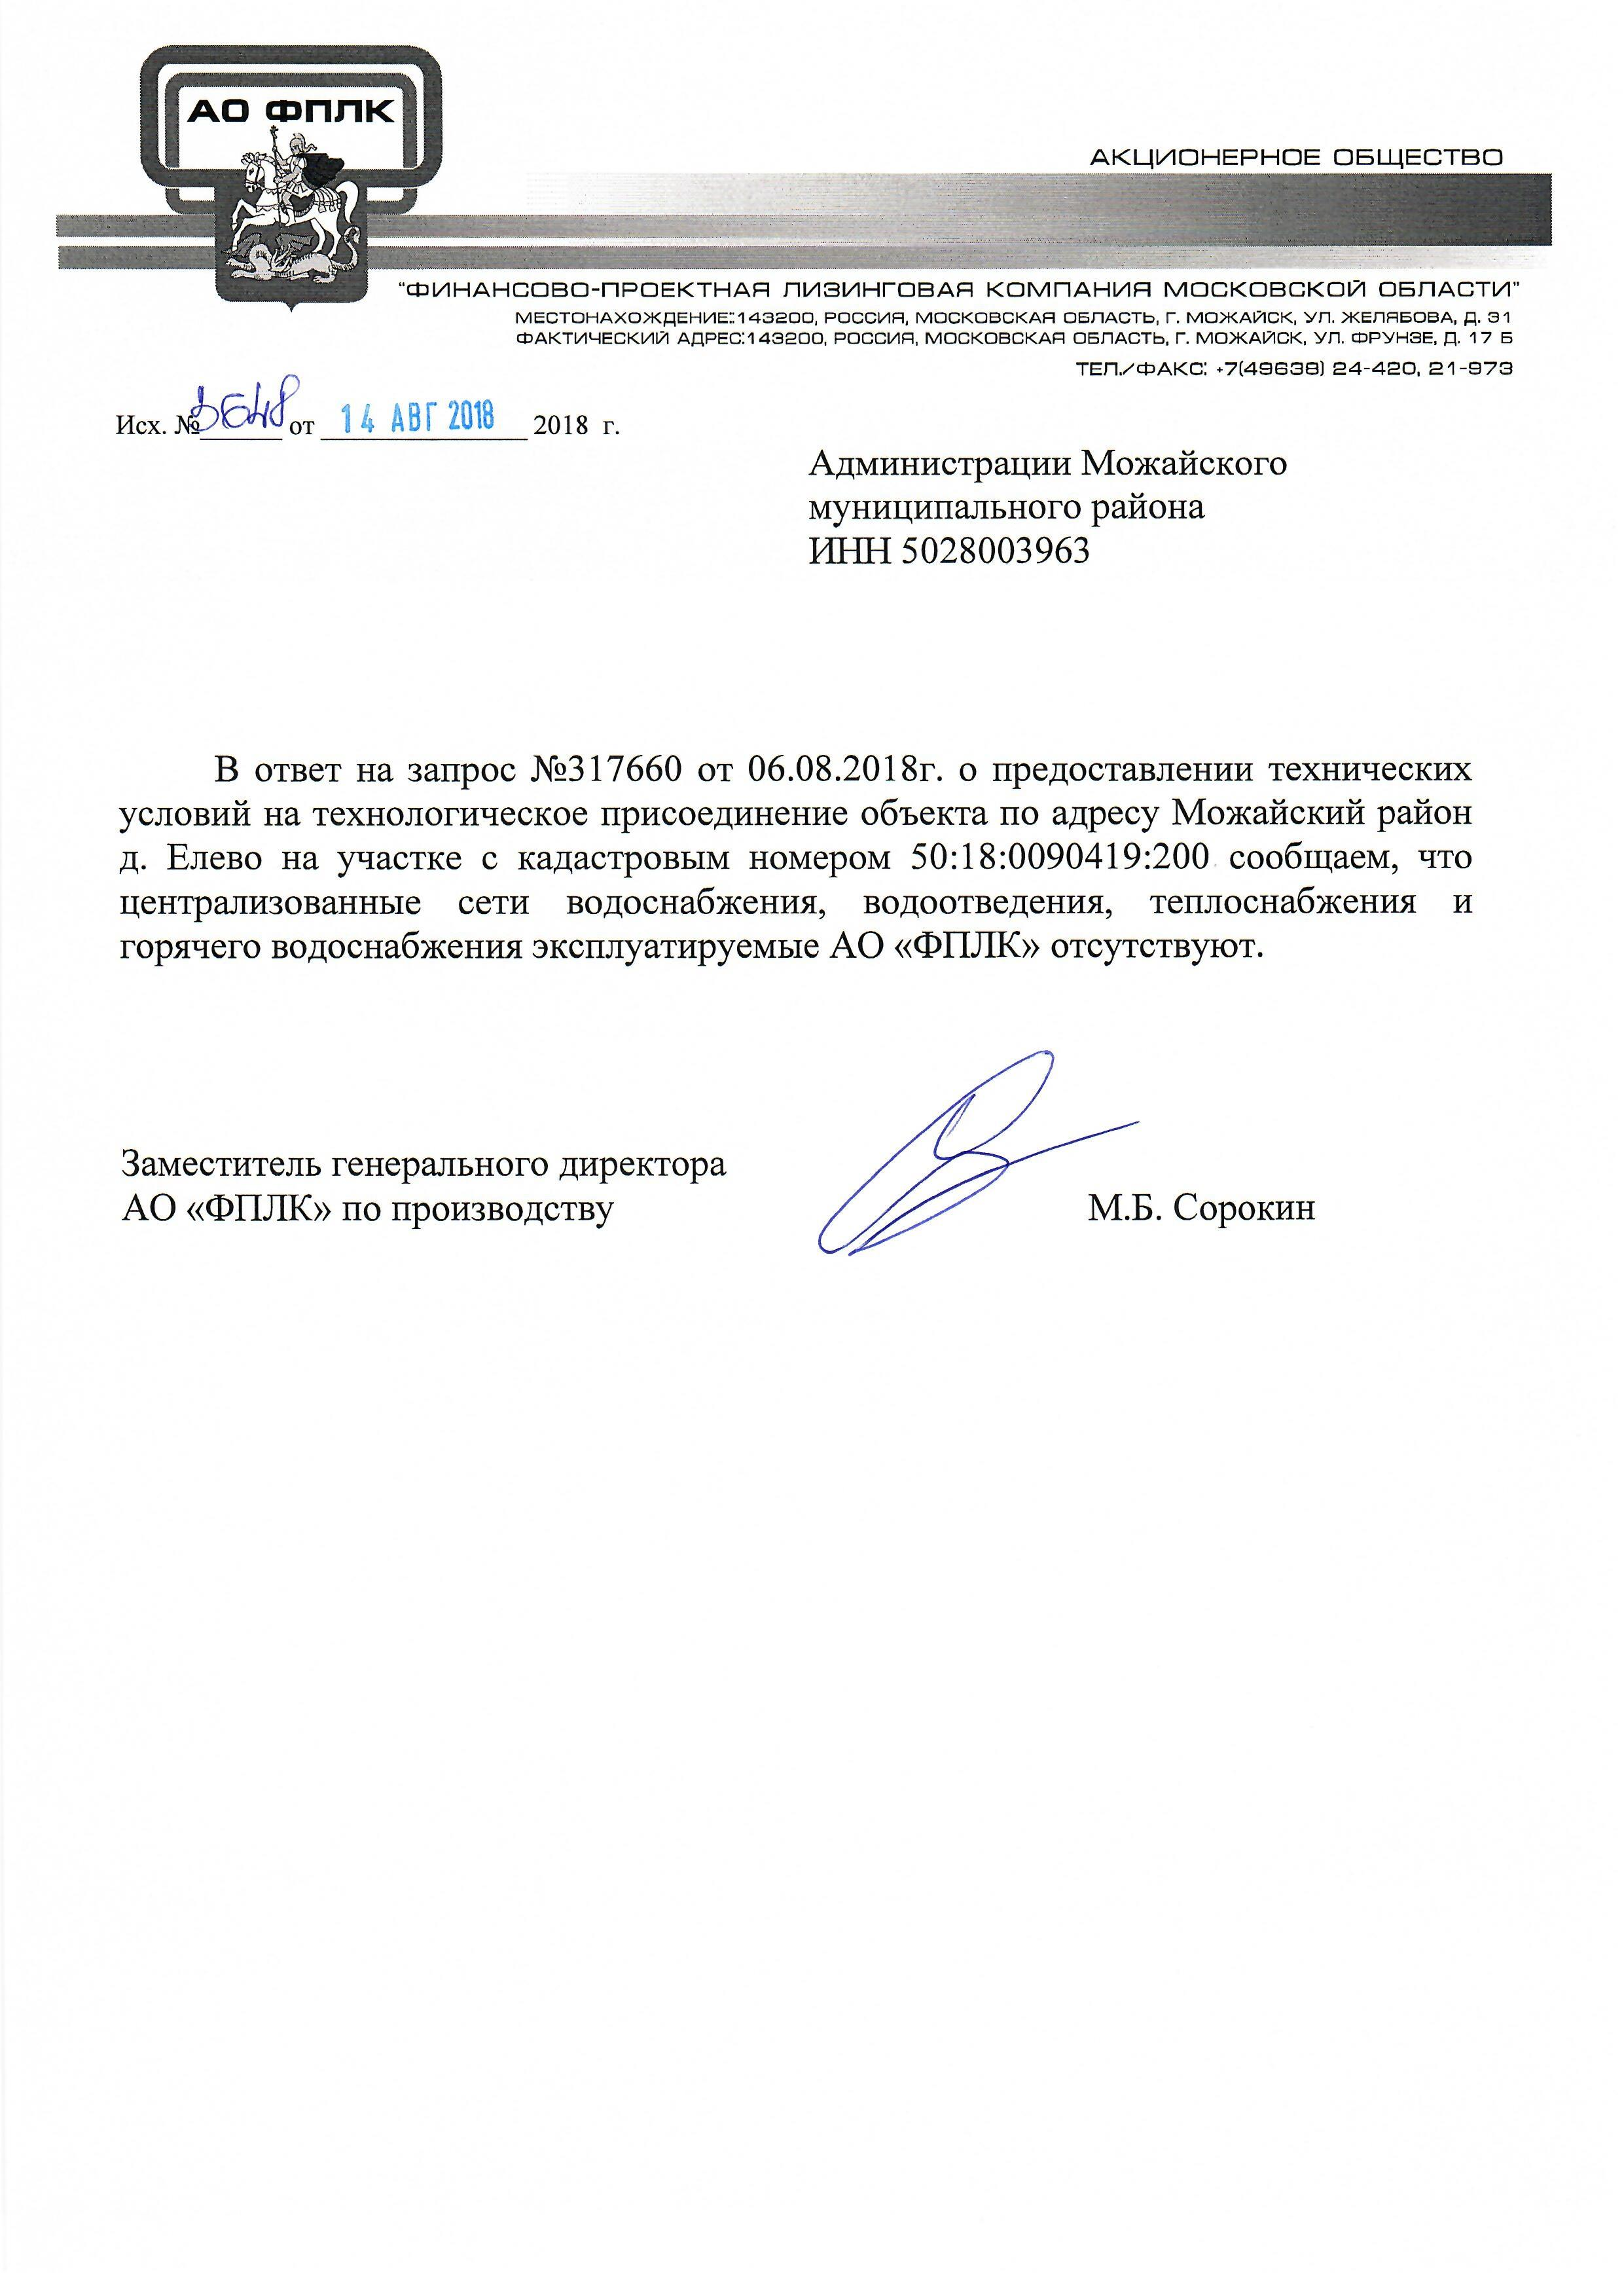 АО ФПЛК
АКЦИОНЕРНОЕ ОБЩЕСТВО
"ФИНАНСОВО-ПРОЕКТНАЯ ЛИЗИНГОВАЯ КОМПАНИЯ МОСКОВСКОЙ ОБЛАСТИ"
МЕСТОНАХОЖДЕНИЕ:143200, РОССИЯ, МОСКОВСКАЯ ОБЛАСТЬ, Г. МОЖАЙСК, УЛ. ЖЕЛЯБОВА, Д. 31
ФАКТИЧЕСКИЙ АДРЕС:143200, РОССИЯ, МОСКОВСКАЯ ОБЛАСТЬ, Г. МОЖАЙСК, УЛ. ФРУНЗЕ, Д. 17 Б
ТЕЛ./ФАКС: +7(49638) 24-420, 21-973
Исх. № 3648 от 14 АВГ 2018 2018 г.
Администрации Можайского
муниципального района
ИНН 5028003963
В ответ на запрос №317660 от 06.08.2018г. о предоставлении технических
условий на технологическое присоединение объекта по адресу Можайский район
д. Елево на участке с кадастровым номером 50:18:0090419:200 сообщаем, что
централизованные сети водоснабжения, водоотведения, теплоснабжения и
горячего водоснабжения эксплуатируемые АО «ФПЛК» отсутствуют.
Заместитель генерального директора
АО «ФПЛК» по производству М.Б. Сорокин